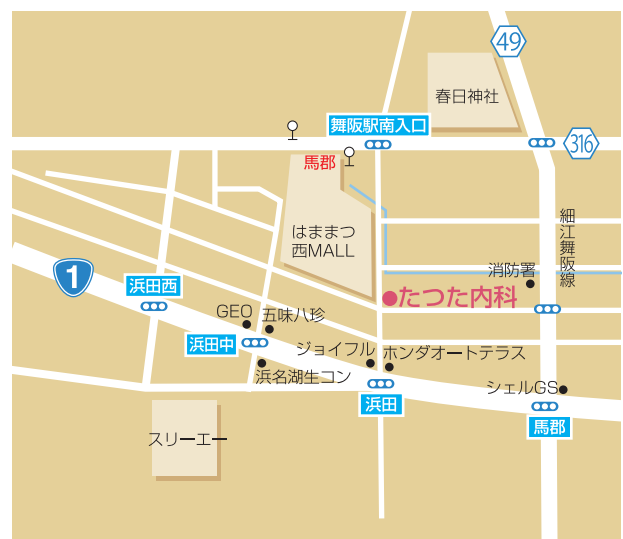 49
春日神社
舞阪駅南入口
316
馬郡
細江舞阪線
はままつ
西MALL
消防署
1
浜田西
たつた内科
GEO
五味八珍
浜田中
ジョイフル
ホンダオートテラス
浜名湖生コン
シェルGS
浜田
馬郡
スリーエー